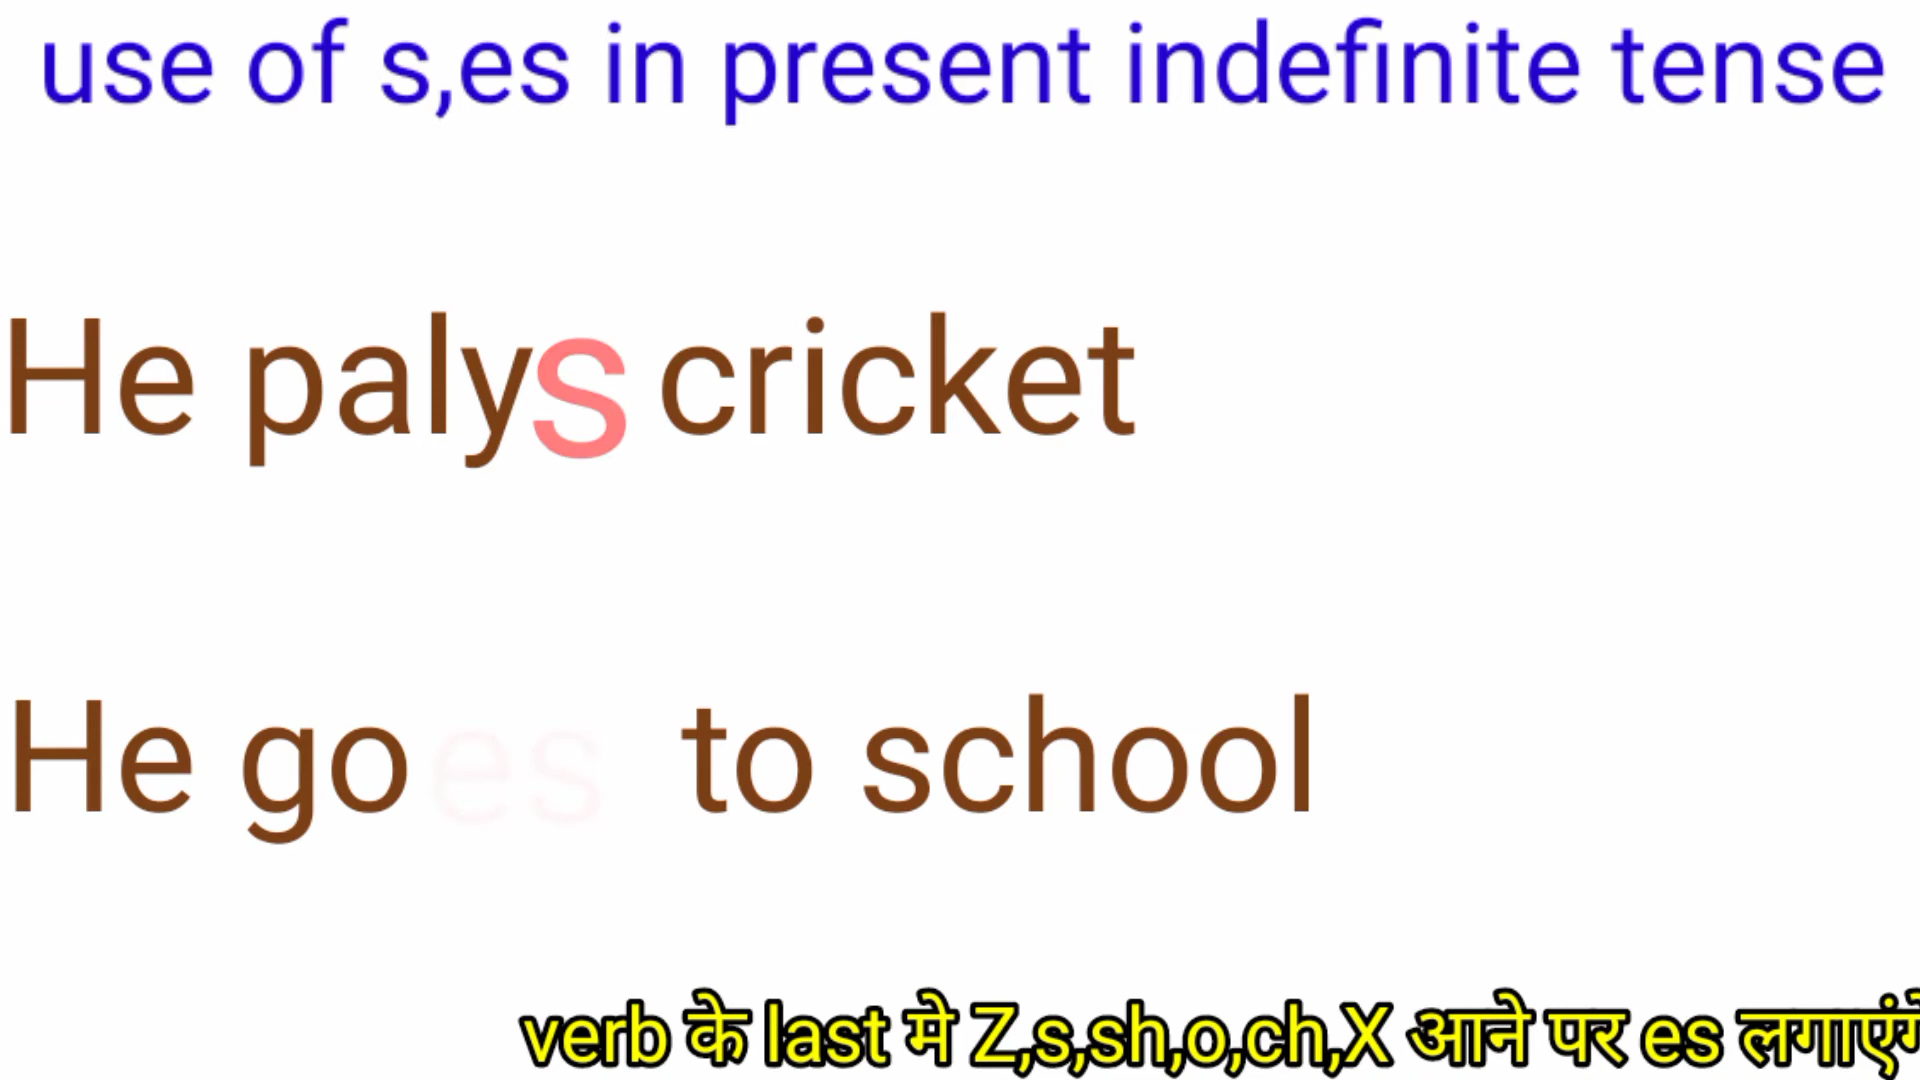 use of s,es in present indefinite tense
He palys cricket
He goes to school
verb के last मे Z,s,sh,o,ch,X आने पर es लगाएंगे